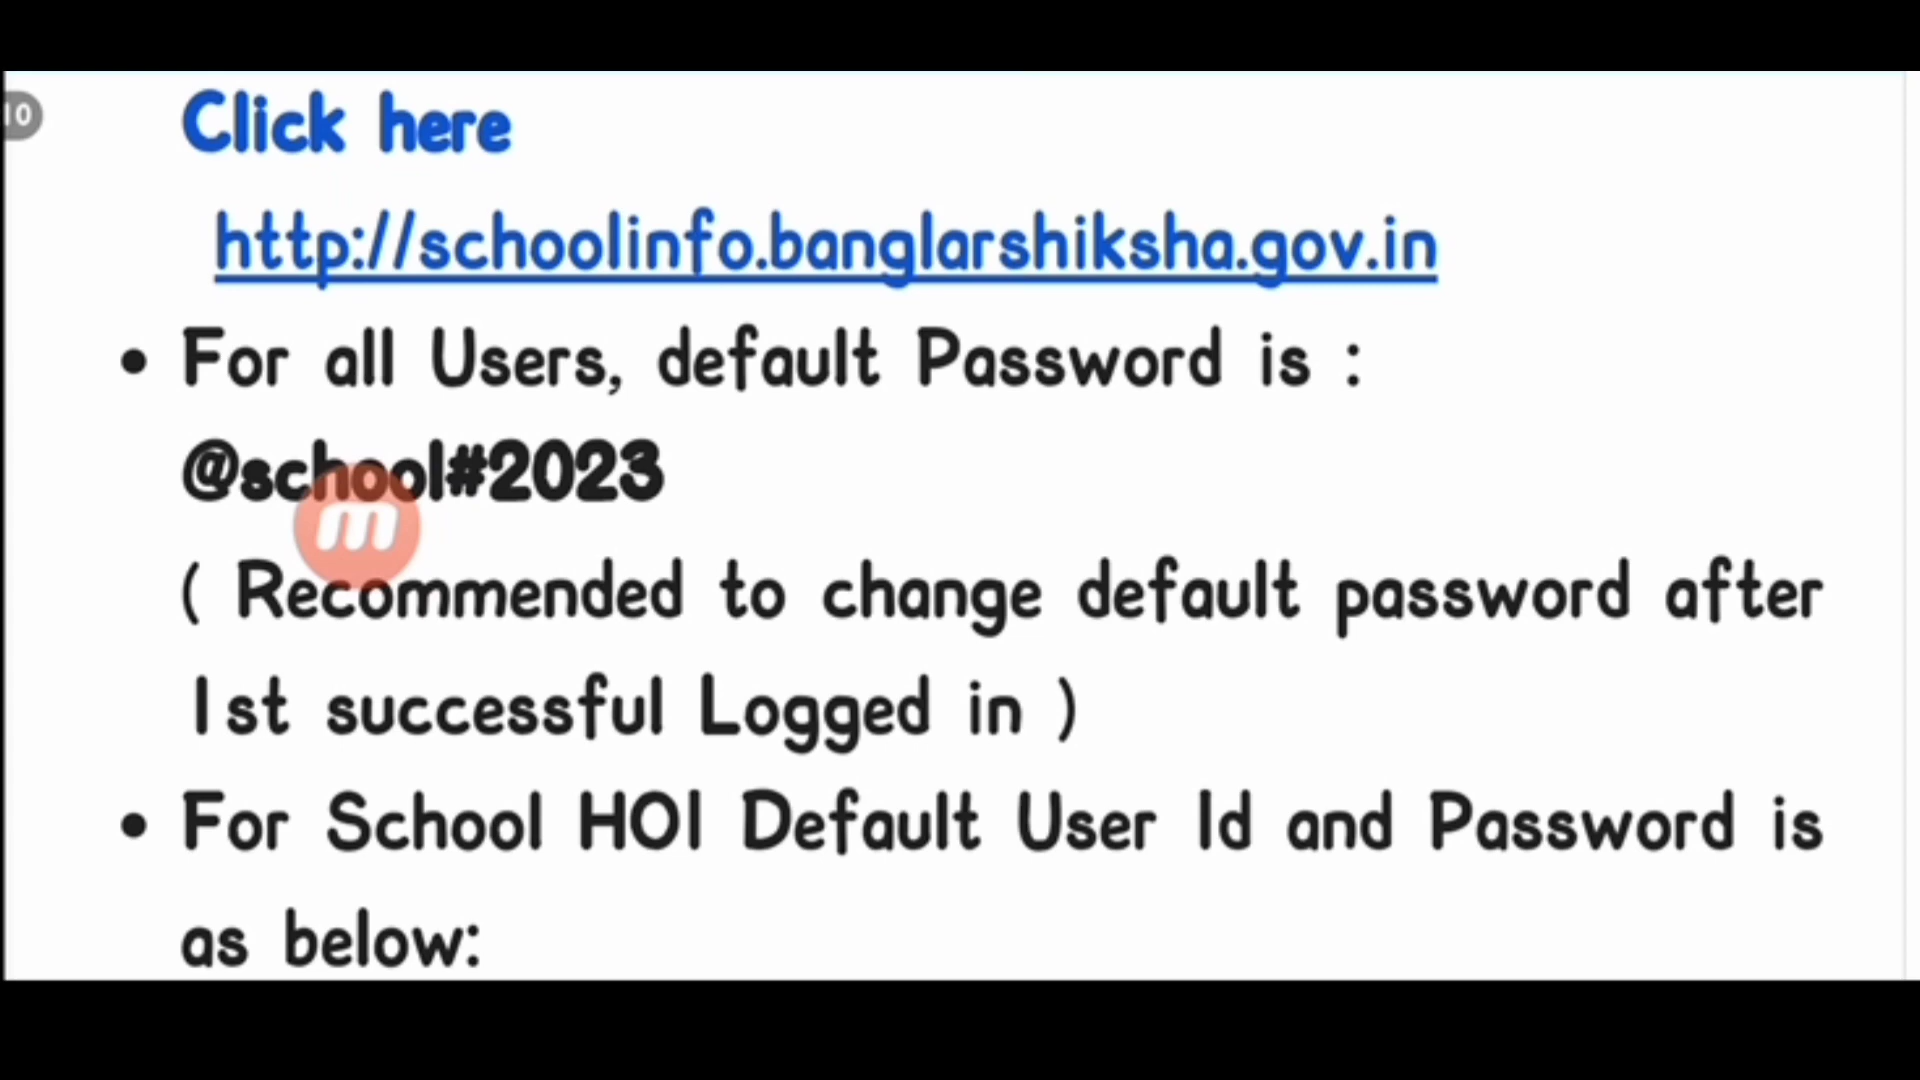 10
Click here
http://schoolinfo.banglarshiksha.gov.in
• For all Users, default Password is :
@school#2023
( Recommended to change default password after
1st successful Logged in )
• For School HOI Default User Id and Password is
as below: